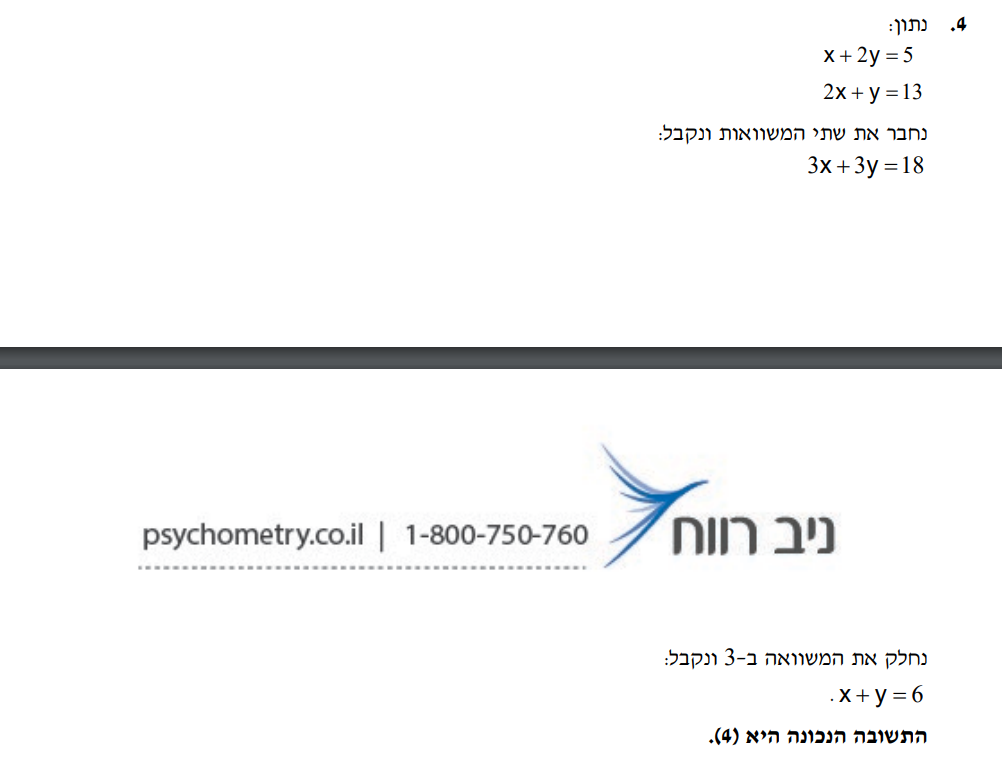 4. נתון:
x + 2y = 5
2x + y = 13
נחבר את שתי המשוואות ונקבל:
3x + 3y = 18
psychometry.co.il | 1-800-750-760
ניב רווח
נחלק את המשוואה ב-3 ונקבל:
x + y = 6.
התשובה הנכונה היא (4).